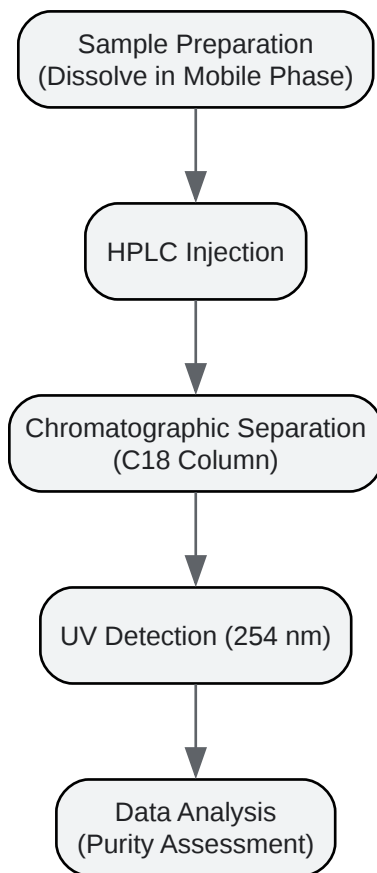 Sample Preparation
(Dissolve in Mobile Phase)
HPLC Injection
Chromatographic Separation
(C18 Column)
UV Detection (254 nm)
Data Analysis
(Purity Assessment)